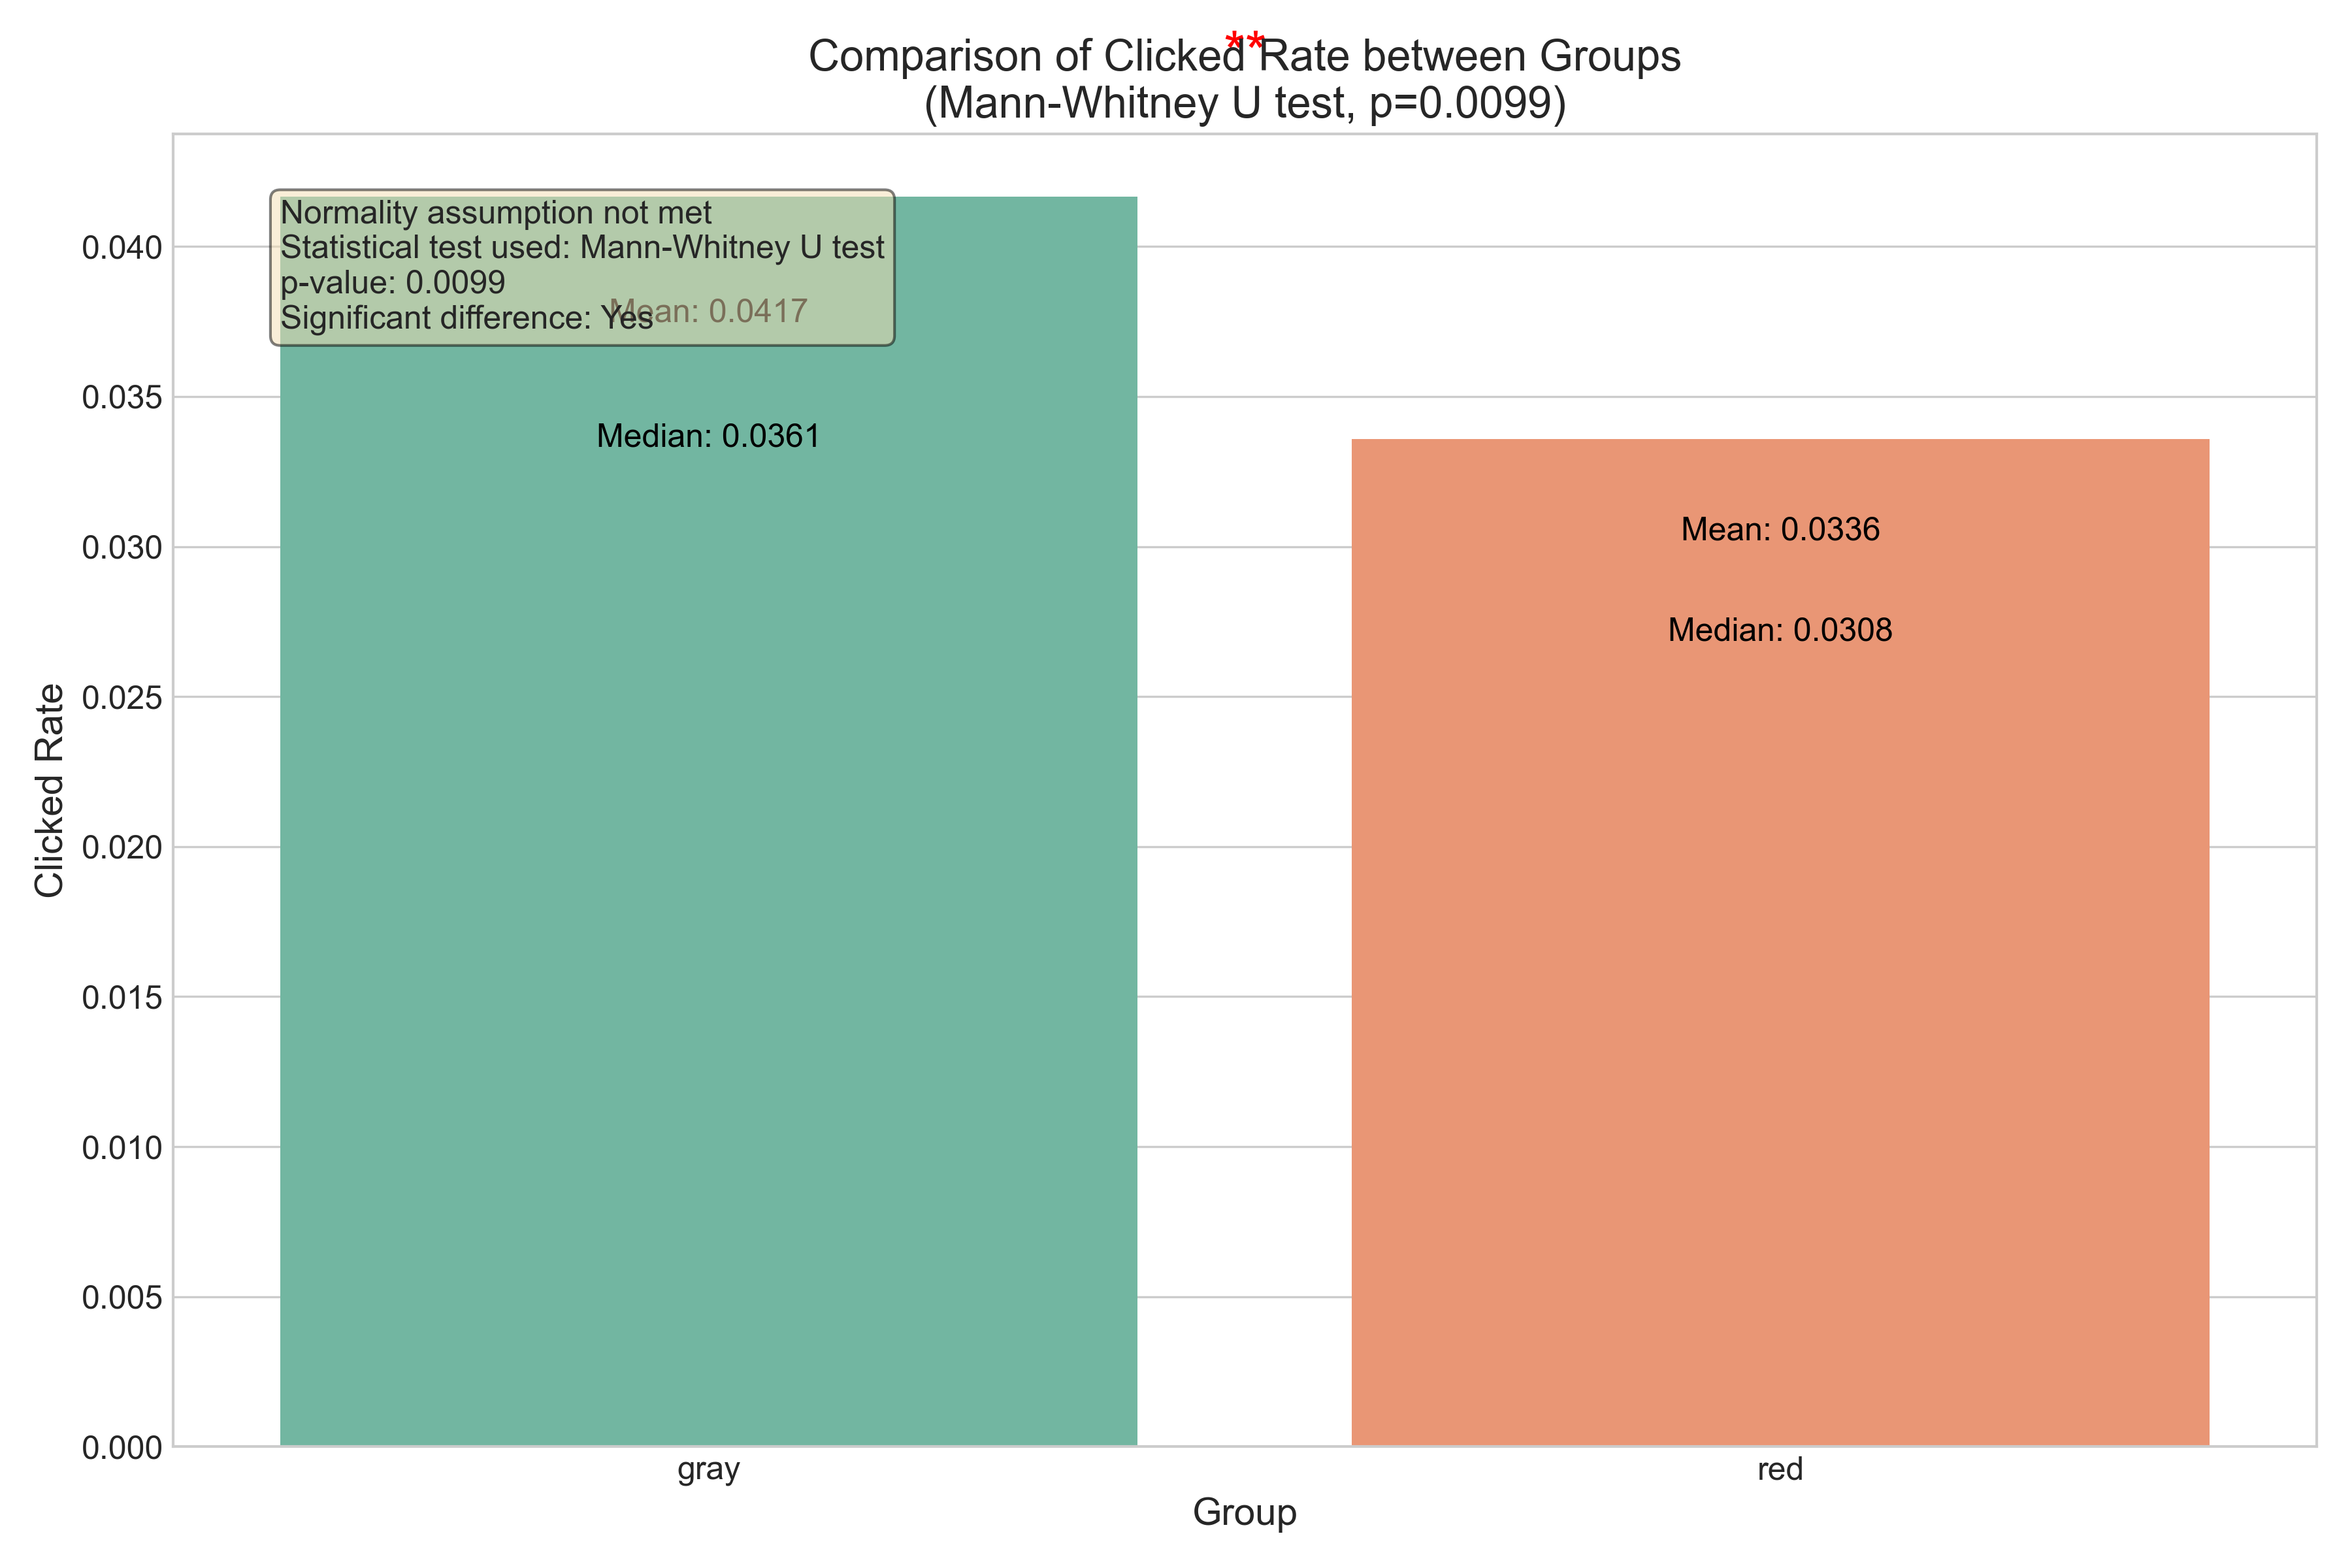 **
Comparison of Clicked Rate between Groups
(Mann-Whitney U test, p=0.0099)
Normality assumption not met
Statistical test used: Mann-Whitney U test
p-value: 0.0099
Significant difference: Yes
Mean: 0.0417
Median: 0.0361
Mean: 0.0336
Median: 0.0308
Clicked Rate
0.040
0.035
0.030
0.025
0.020
0.015
0.010
0.005
0.000
gray
red
Group